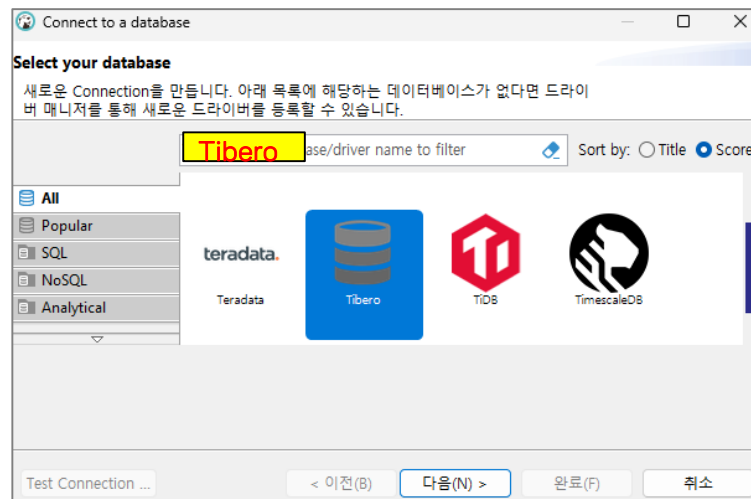 Connect to a database
Select your database
새로운 Connection을 만듭니다. 아래 목록에 해당하는 데이터베이스가 없다면 드라이
버 매니저를 통해 새로운 드라이버를 등록할 수 있습니다.
Tibero ase/driver name to filter Sort by: Title Score
All
Popular
SQL
NoSQL
Analytical
teradata.
Teradata Tibero TiDB TimescaleDB
Test Connection ... < 이전(B) 다음(N) > 완료(F) 취소